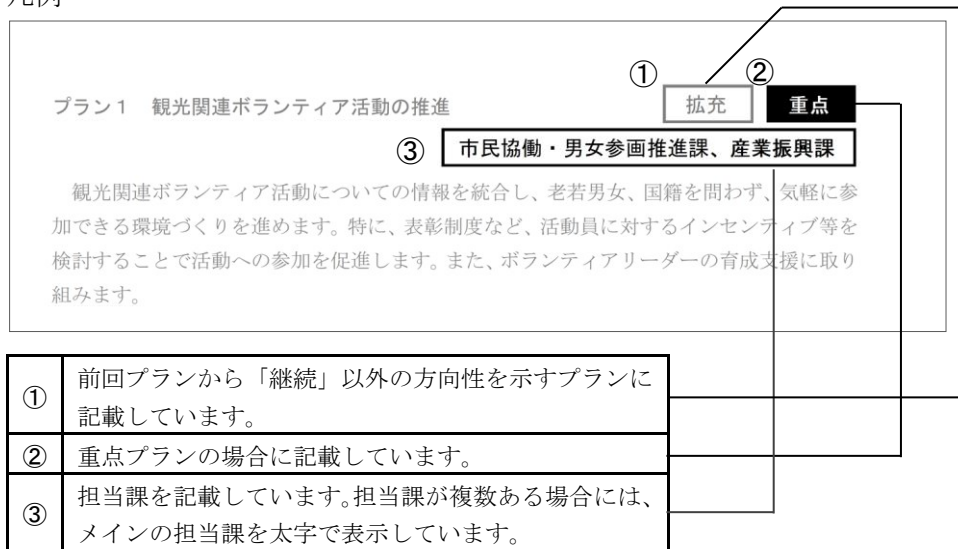 凡例
① ②
プラン1 観光関連ボランティア活動の推進 拡充 重点
③ 市民協働・男女参画推進課、産業振興課
観光関連ボランティア活動についての情報を統合し、老若男女、国籍を問わず、気軽に参
加できる環境づくりを進めます。特に、表彰制度など、活動員に対するインセンティブ等を
検討することで活動への参加を促進します。また、ボランティアリーダーの育成支援に取り
組みます。
① 前回プランから「継続」以外の方向性を示すプランに
記載しています。
② 重点プランの場合に記載しています。
③ 担当課を記載しています。担当課が複数ある場合には、
メインの担当課を太字で表示しています。